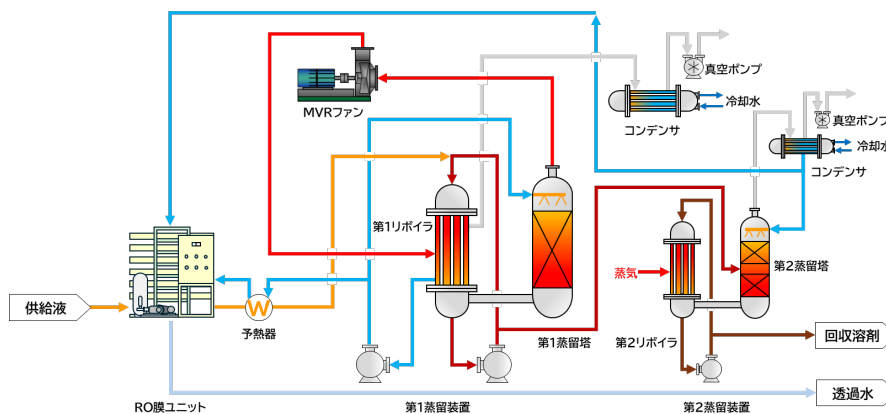 真空ポンプ
冷却水
MVRファン
コンデンサ
真空ポンプ
冷却水
コンデンサ
第1リボイラ
第2蒸留塔
蒸気
供給液
予熱器
第1蒸留塔
第2リボイラ
回収溶剤
透過水
RO膜ユニット
第1蒸留装置
第2蒸留装置
W